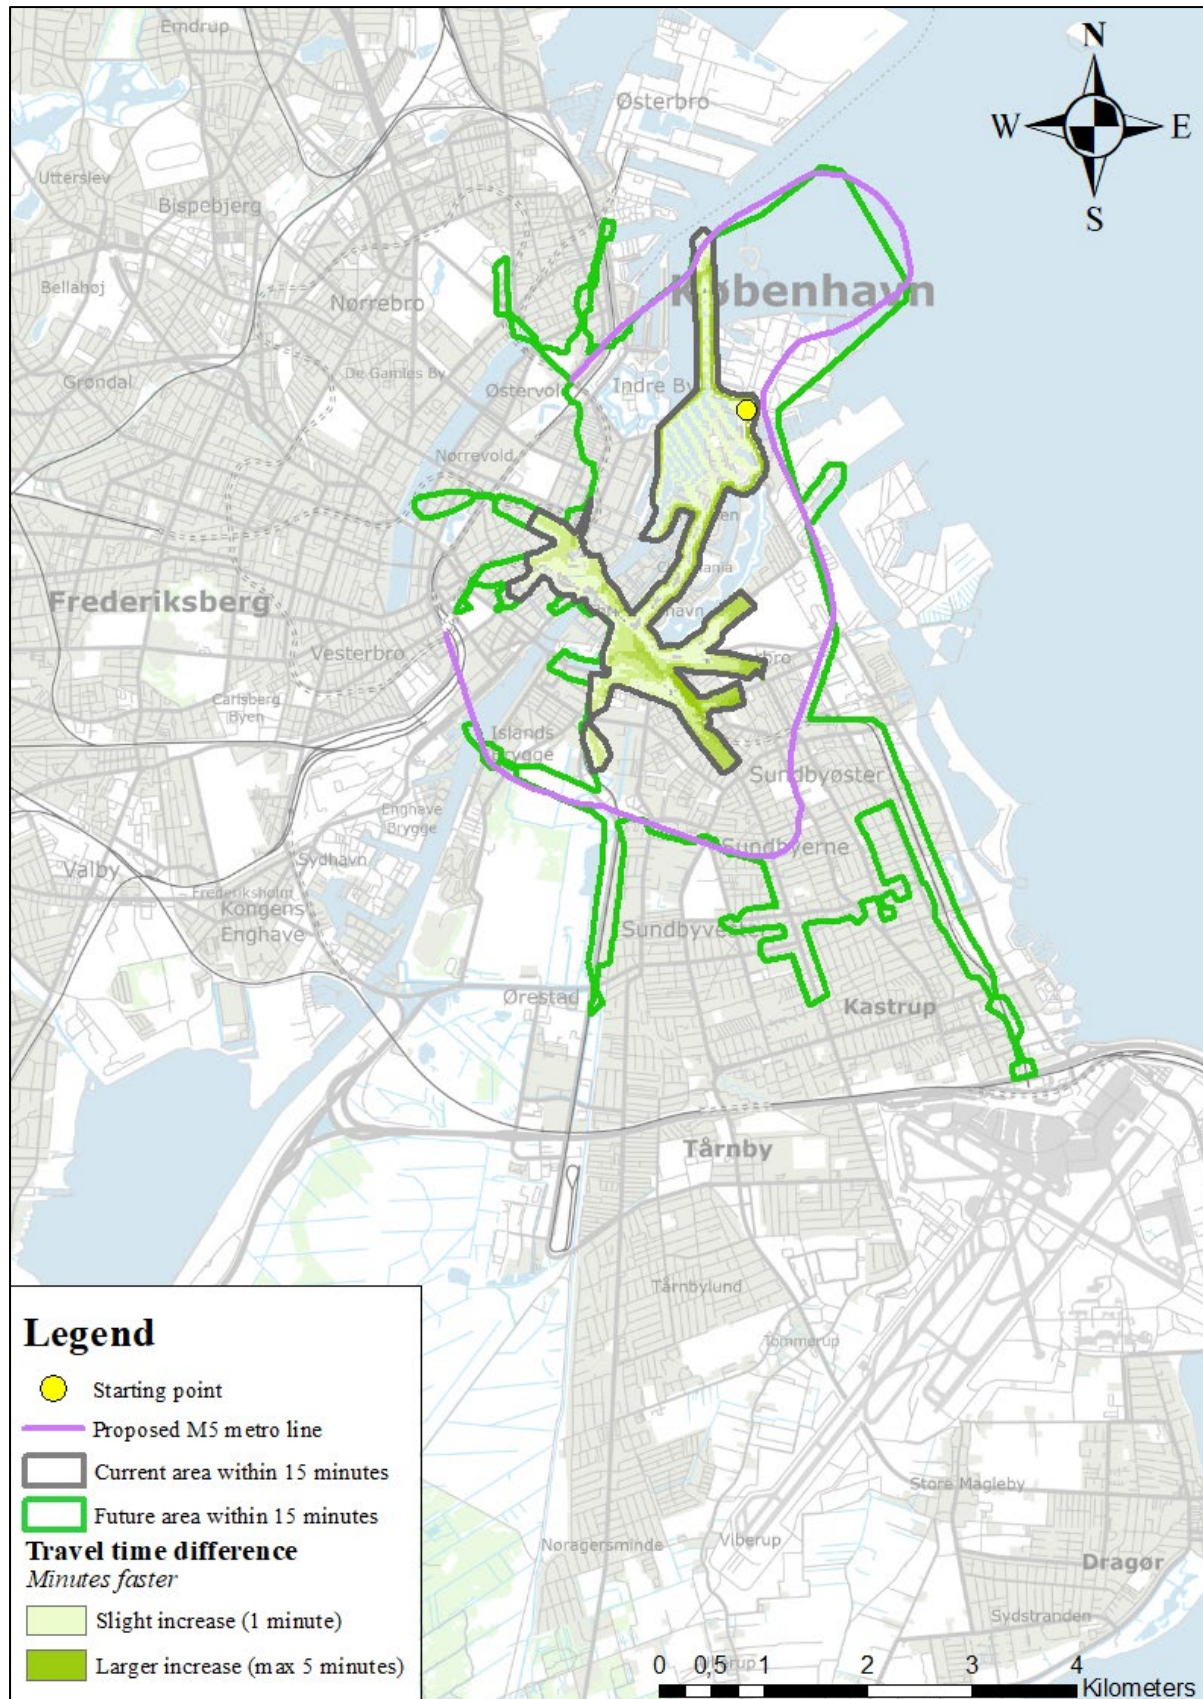 Emdrup
N
Østerbro
W
E
Utterslev
Bispebjerg
S
Bellahøj
Nørrebro
København
De Gamles By
Grøndal
Østervold
Indre By
Nørrevold
Frederiksberg
Vesterbro
Carlsberg
Byen
Islands
Brygge
Sundbyøster
Enghave
Brygge
Sundbyerne
Sydhavn
Valby
Frederiksholm
Kongens
Enghave
Sundbyvester
Ørestad
Kastrup
Tårnby
Tårnbylund
Tømmerup
Store Magleby
Viberup
Nøragersminde
Dragør
Sydstranden
Legend
Starting point
Proposed M5 metro line
Current area within 15 minutes
Future area within 15 minutes
Travel time difference
Minutes faster
Slight increase (1 minute)
Larger increase (max 5 minutes)
0 0,5 1 2 3 4
Kilometers